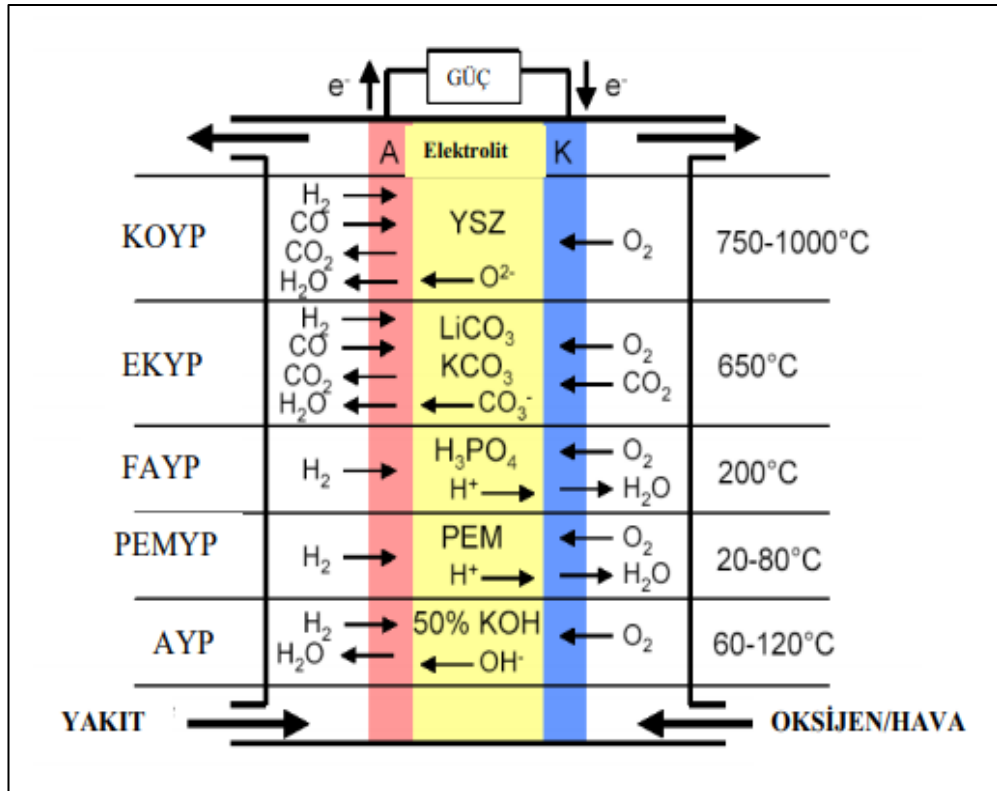 GÜÇ
e⁻ e⁻
A Elektrolit K
KOYP
H₂
CO
CO₂
H₂O
YSZ
O²⁻
O₂
750-1000°C
EKYP
H₂
CO
CO₂
H₂O
LiCO₃
KCO₃
CO₃⁻
O₂
CO₂
650°C
FAYP
H₂
H₃PO₄
H⁺
O₂
H₂O
200°C
PEMYP
H₂
PEM
H⁺
O₂
H₂O
20-80°C
AYP
H₂
H₂O
50% KOH
OH⁻
O₂
60-120°C
YAKIT
OKSİJEN/HAVA